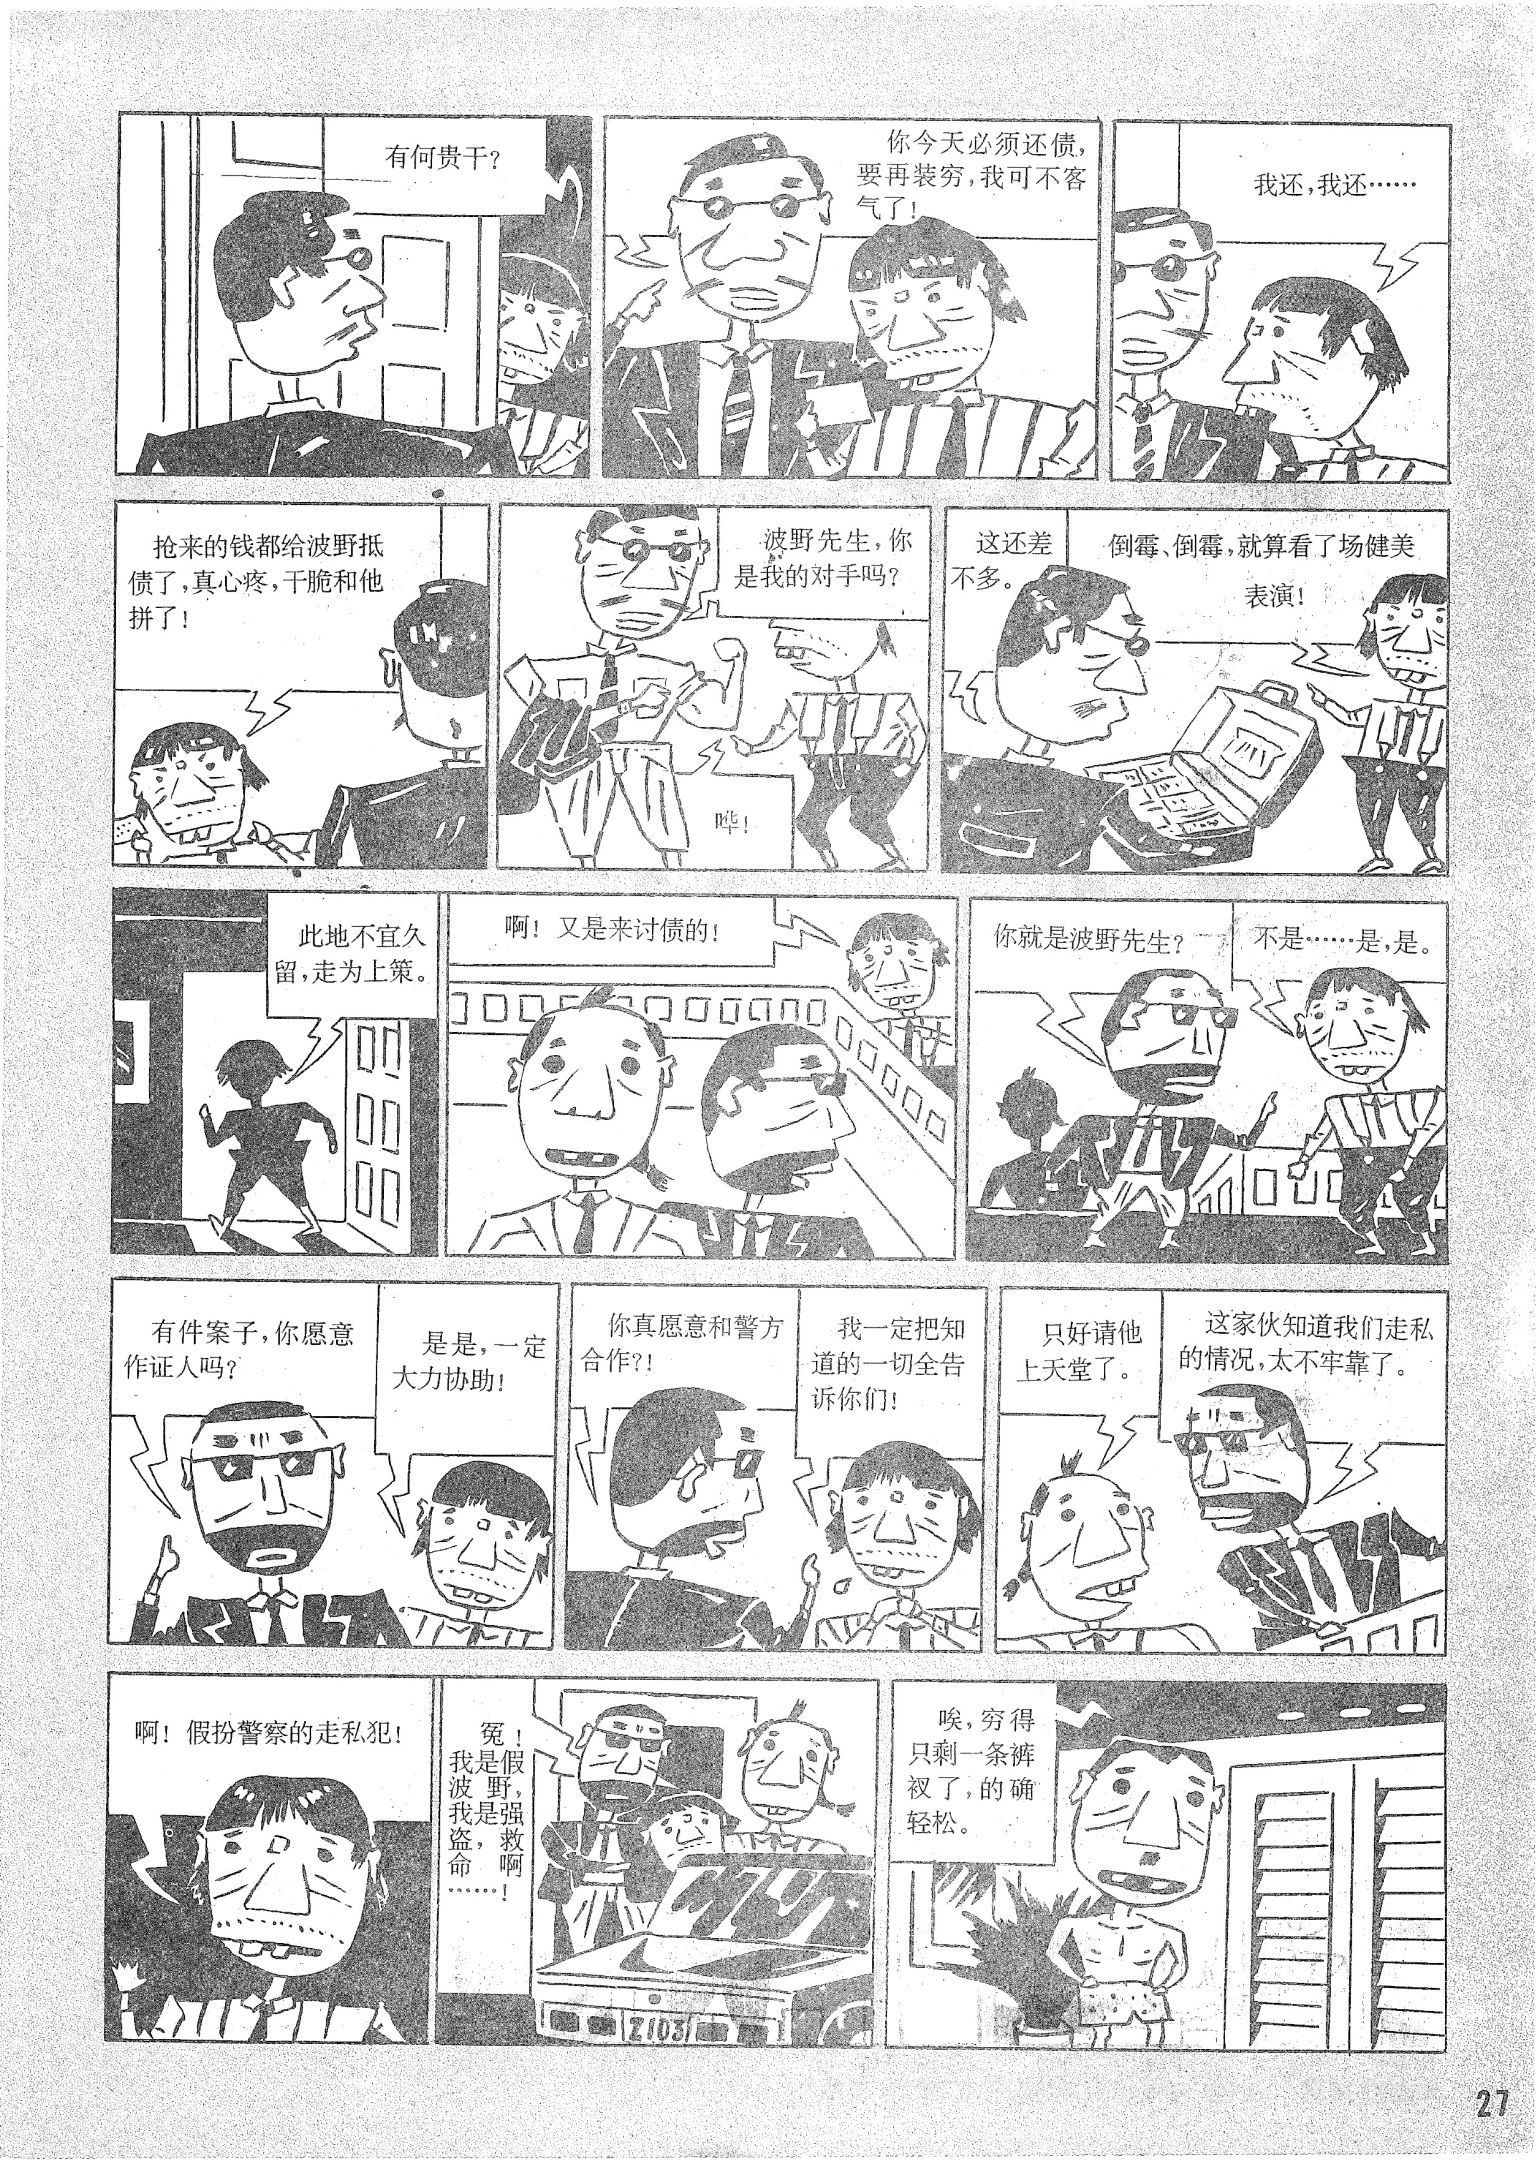 有何贵干？
你今天必须还债，
要再装穷，我可不客
气了！
我还，我还……
抢来的钱都给波野抵
债了，真心疼，干脆和他
拼了！
波野先生，你
是我的对手吗？
哗！
这还差
不多。
倒霉、倒霉，就算看了场健美
表演！
此地不宜久
留，走为上策。
啊！又是来讨债的！
你就是波野先生？
不是……是，是。
有件案子，你愿意
作证人吗？
是是，一定
大力协助！
你真愿意和警方
合作？！
我一定把知
道的一切全告
诉你们！
只好请他
上天堂了。
这家伙知道我们走私
的情况，太不牢靠了。
啊！假扮警察的走私犯！
冤！
我是假
波野，
我是强
盗，救
命啊
……！
Z1031
唉，穷得
只剩一条裤
衩了，的确
轻松。
27